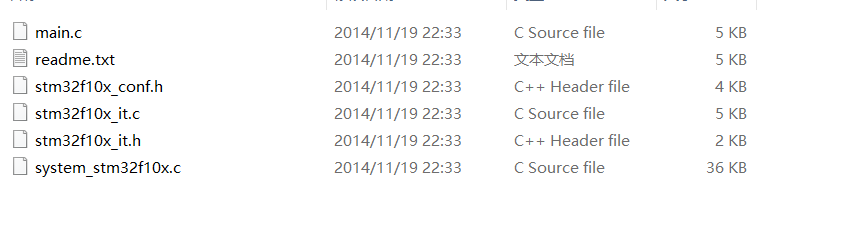 main.c 2014/11/19 22:33 C Source file 5 KB
readme.txt 2014/11/19 22:33 文本文档 5 KB
stm32f10x_conf.h 2014/11/19 22:33 C++ Header file 4 KB
stm32f10x_it.c 2014/11/19 22:33 C Source file 5 KB
stm32f10x_it.h 2014/11/19 22:33 C++ Header file 2 KB
system_stm32f10x.c 2014/11/19 22:33 C Source file 36 KB